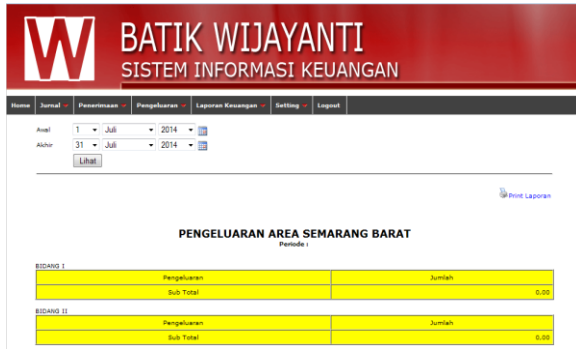 W
BATIK WIJAYANTI
SISTEM INFORMASI KEUANGAN
Home Jurnal Penerimaan Pengeluaran Laporan Keuangan Setting Logout
Awal 1 Juli 2014
Akhir 31 Juli 2014
Lihat
Print Laporan
PENGELUARAN AREA SEMARANG BARAT
Periode :
BIDANG I
Pengeluaran Jumlah
Sub Total 0.00
BIDANG II
Pengeluaran Jumlah
Sub Total 0.00